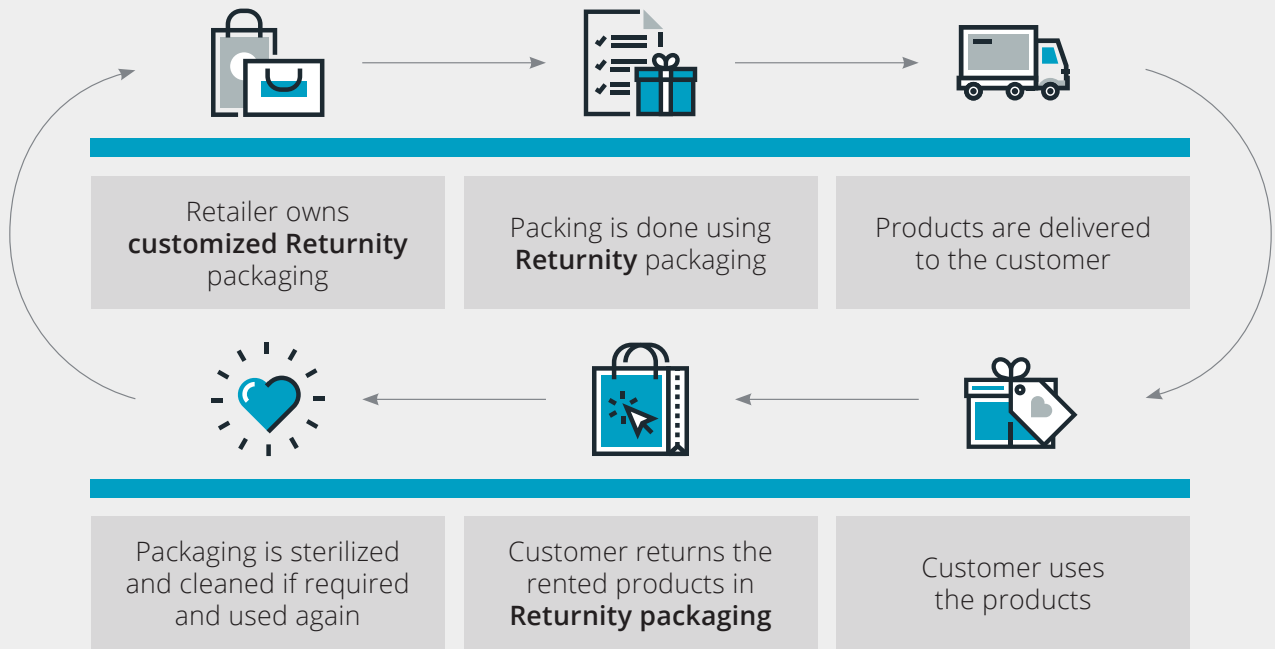 Retailer owns
customized Returnity
packaging
Packing is done using
Returnity packaging
Products are delivered
to the customer
Packaging is sterilized
and cleaned if required
and used again
Customer returns the
rented products in
Returnity packaging
Customer uses
the products